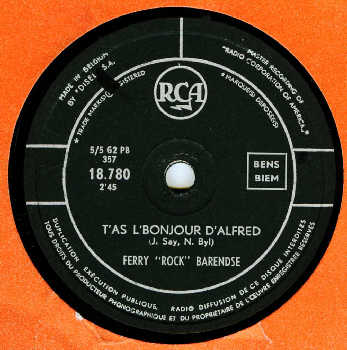 MADE IN BELGIUM
BY "DISEL" S.A.
* TRADE MARK(S) REGISTERED
MASTER RECORDING OF
"RADIO CORPORATION OF
AMERICA"
* MARQUE(S) DEPOSEE(S)
RCA
5/5 G2 PB
357
18.780
2'45
BENS
BIEM
T'AS L'BONJOUR D'ALFRED
(J. Say, N. Byl)
FERRY "ROCK" BARENDSE
DUPLICATION EXECUTION PUBLIQUE, RADIO DIFFUSION DE CE DISQUE INTERDITES
TOUS DROITS DU PRODUCTEUR PHONOGRAPHIQUE ET DU PROPRIETAIRE DE L'ŒUVRE ENREGISTREE RESERVES